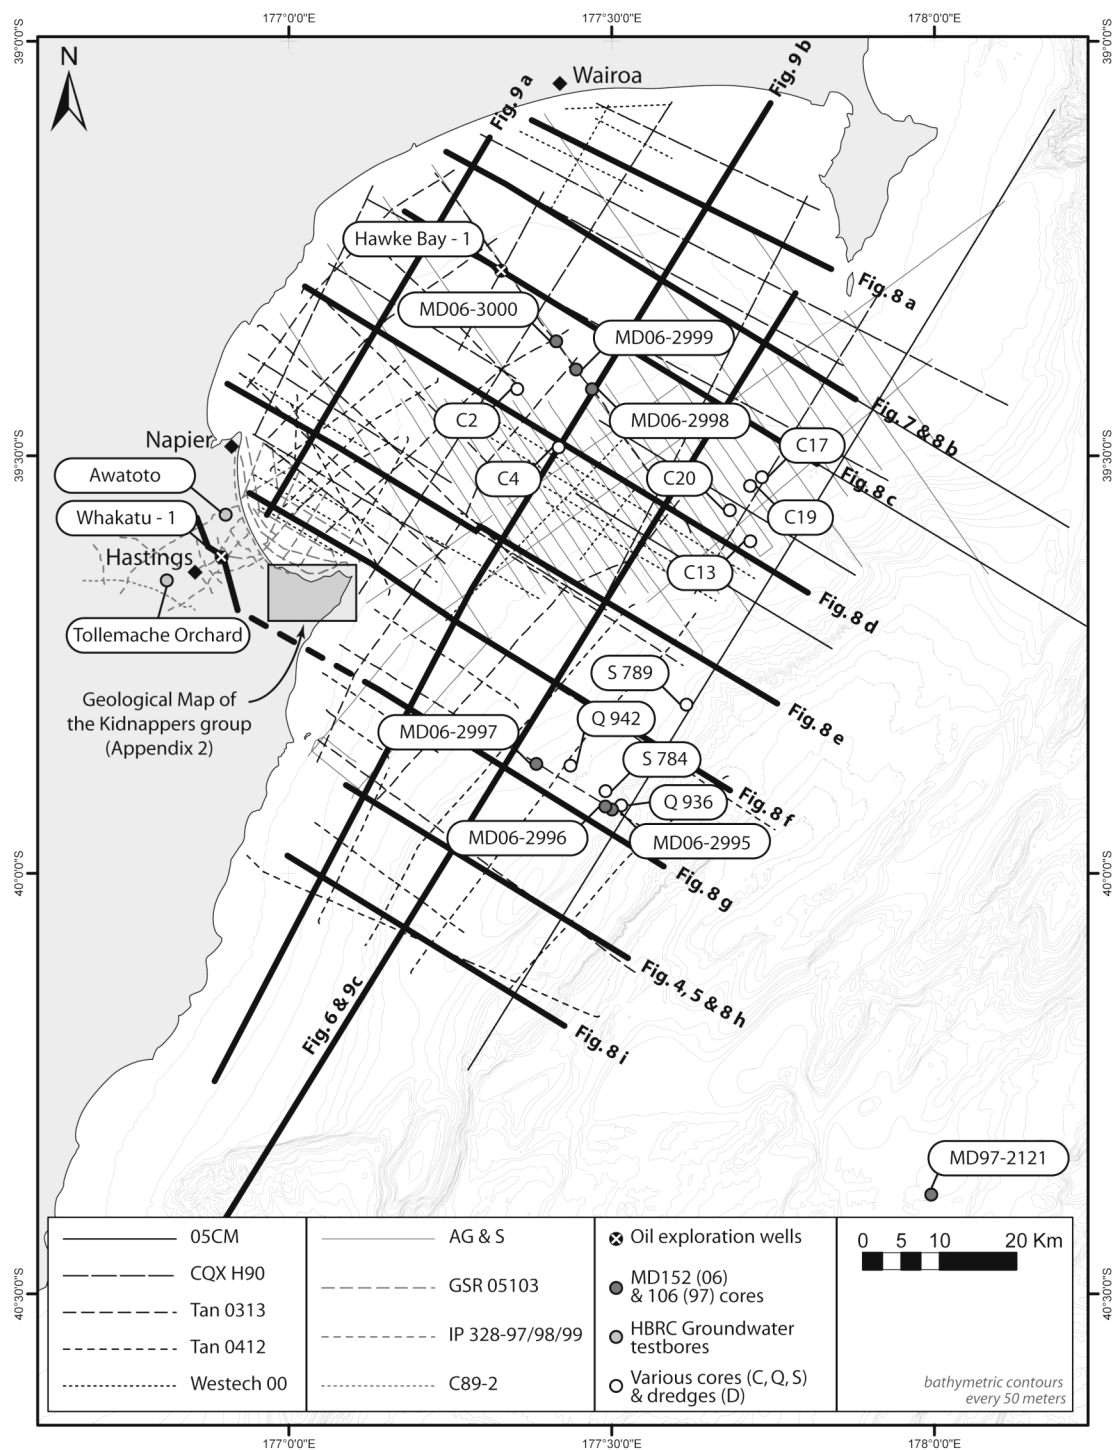 177°0'0"E
177°30'0"E
178°0'0"E
39°0'0"S
39°0'0"S
N
Wairoa
Fig. 9 a
Fig. 9 b
Hawke Bay - 1
Fig. 8 a
MD06-3000
MD06-2999
C2
MD06-2998
Fig. 7 & 8 b
Napier
C17
39°30'0"S
39°30'0"S
Awatoto
C4
C20
Fig. 8 c
Whakatu - 1
C19
Hastings
C13
Fig. 8 d
Tollemache Orchard
Geological Map of
the Kidnappers group
(Appendix 2)
S 789
Fig. 8 e
Q 942
MD06-2997
S 784
Q 936
Fig. 8 f
MD06-2996
MD06-2995
40°0'0"S
40°0'0"S
Fig. 8 g
Fig. 4, 5 & 8 h
Fig. 6 & 9c
Fig. 8 i
MD97-2121
05CM
CQX H90
Tan 0313
Tan 0412
Westech 00
AG & S
GSR 05103
IP 328-97/98/99
C89-2
Oil exploration wells
MD152 (06)
& 106 (97) cores
HBRC Groundwater
testbores
Various cores (C, Q, S)
& dredges (D)
0 5 10 20 Km
bathymetric contours
every 50 meters
40°30'0"S
40°30'0"S
177°0'0"E
177°30'0"E
178°0'0"E